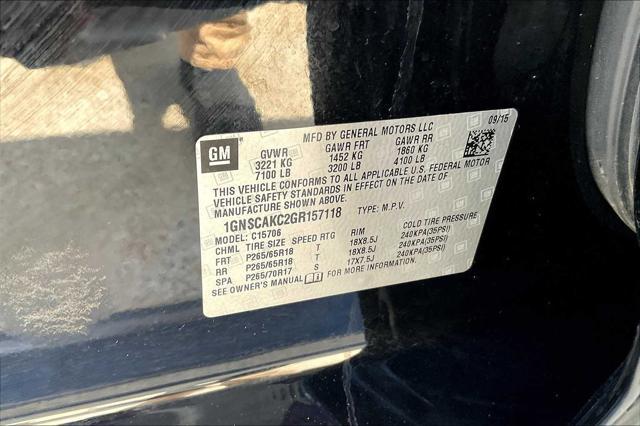 MFD BY GENERAL MOTORS LLC 09/15
GM GVWR GAWR FRT GAWR RR
3221 KG 1452 KG 1860 KG
7100 LB 3200 LB 4100 LB
THIS VEHICLE CONFORMS TO ALL APPLICABLE U.S. FEDERAL MOTOR
VEHICLE SAFETY STANDARDS IN EFFECT ON THE DATE OF
MANUFACTURE SHOWN ABOVE.
1GNSCAKC2GR157118 TYPE: M.P.V.
MODEL: C15706
CHML TIRE SIZE SPEED RTG RIM COLD TIRE PRESSURE
FRT P265/65R18 T 18X8.5J 240KPA(35PSI)
RR P265/65R18 T 18X8.5J 240KPA(35PSI)
SPA P265/70R17 S 17X7.5J 240KPA(35PSI)
SEE OWNER'S MANUAL FOR MORE INFORMATION.